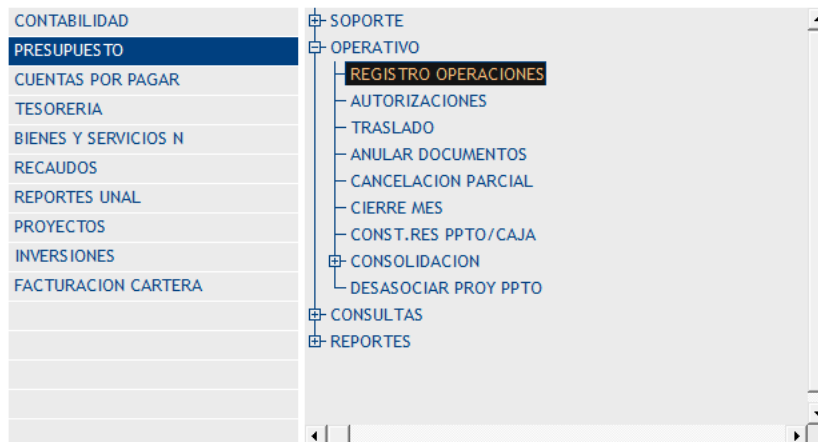 CONTABILIDAD
PRESUPUESTO
CUENTAS POR PAGAR
TESORERIA
BIENES Y SERVICIOS N
RECAUDOS
REPORTES UNAL
PROYECTOS
INVERSIONES
FACTURACION CARTERA
SOPORTE
OPERATIVO
REGISTRO OPERACIONES
AUTORIZACIONES
TRASLADO
ANULAR DOCUMENTOS
CANCELACION PARCIAL
CIERRE MES
CONST.RES PPTO/CAJA
CONSOLIDACION
DESASOCIAR PROY PPTO
CONSULTAS
REPORTES